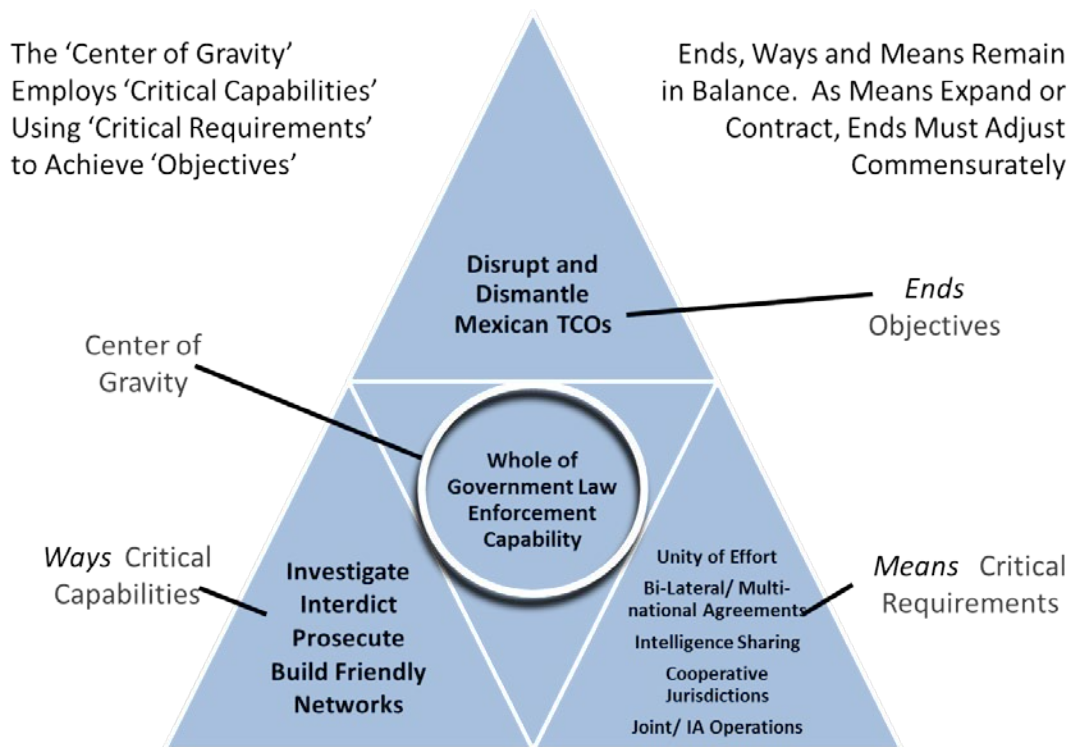 The ‘Center of Gravity’
Employs ‘Critical Capabilities’
Using ‘Critical Requirements’
to Achieve ‘Objectives’
Ends, Ways and Means Remain
in Balance.  As Means Expand or
Contract, Ends Must Adjust
Commensurately
Disrupt and
Dismantle
Mexican TCOs
Ends
Objectives
Center of
Gravity
Whole of
Government Law
Enforcement
Capability
Ways Critical
Capabilities
Investigate
Interdict
Prosecute
Build Friendly
Networks
Unity of Effort
Bi-Lateral/ Multi-
national Agreements
Intelligence Sharing
Cooperative
Jurisdictions
Joint/ IA Operations
Means Critical
Requirements